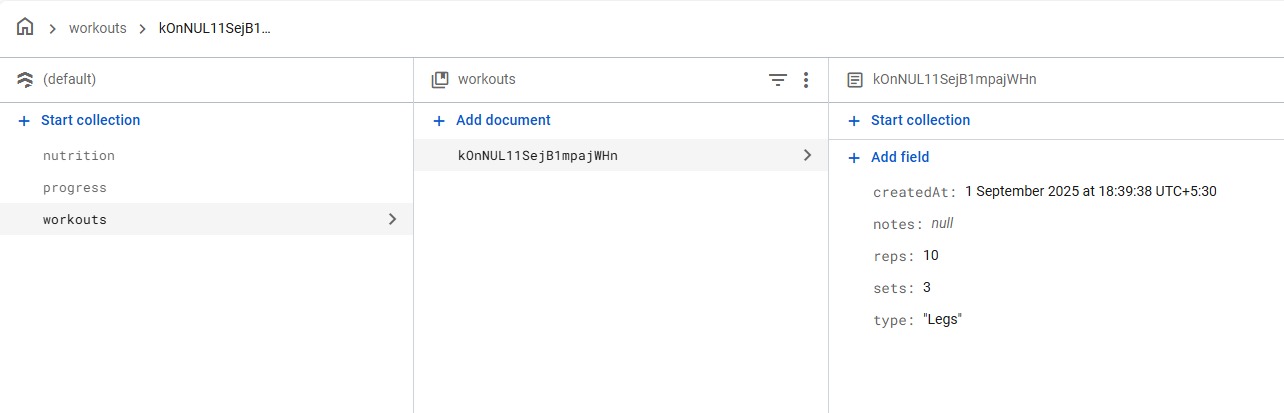 workouts kOnNUL11SejB1…
(default)
Start collection
nutrition
progress
workouts
workouts
Add document
kOnNUL11SejB1mpajWHn
kOnNUL11SejB1mpajWHn
Start collection
Add field
createdAt: 1 September 2025 at 18:39:38 UTC+5:30
notes: null
reps: 10
sets: 3
type: "Legs"